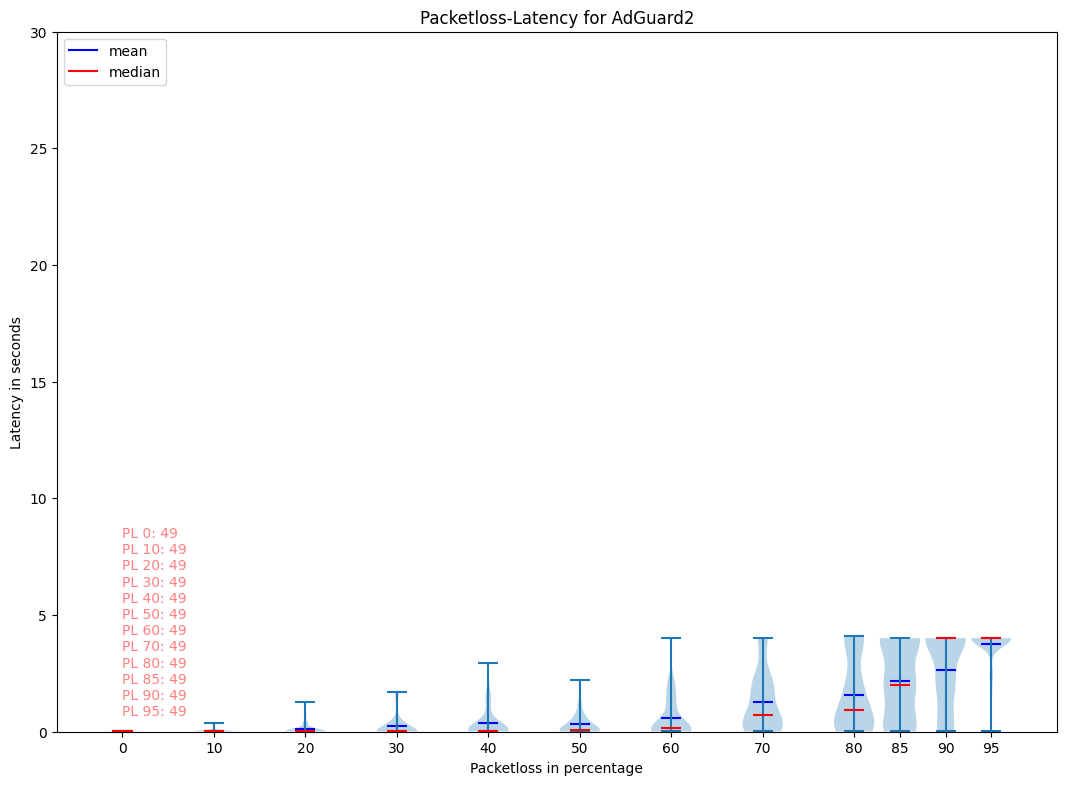 Packetloss-Latency for AdGuard2
mean
median
30
25
20
15
10
5
0
Latency in seconds
PL 0: 49
PL 10: 49
PL 20: 49
PL 30: 49
PL 40: 49
PL 50: 49
PL 60: 49
PL 70: 49
PL 80: 49
PL 85: 49
PL 90: 49
PL 95: 49
0 10 20 30 40 50 60 70 80 85 90 95
Packetloss in percentage